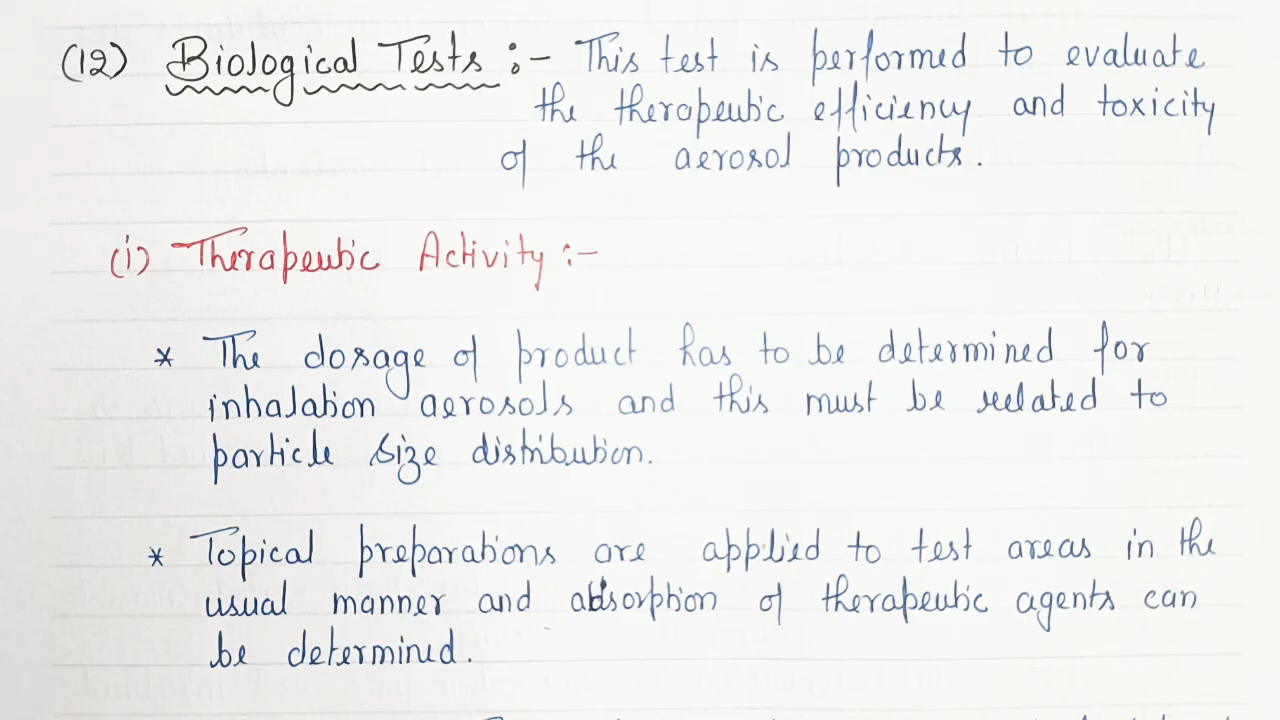 (12) Biological Tests :- This test is performed to evaluate
the therapeutic efficiency and toxicity
of the aerosol products.
(i) Therapeutic Activity :-
* The dosage of product has to be determined for
inhalation aerosols and this must be related to
particle size distribution.
* Topical preparations are applied to test areas in the
usual manner and absorption of therapeutic agents can
be determined.